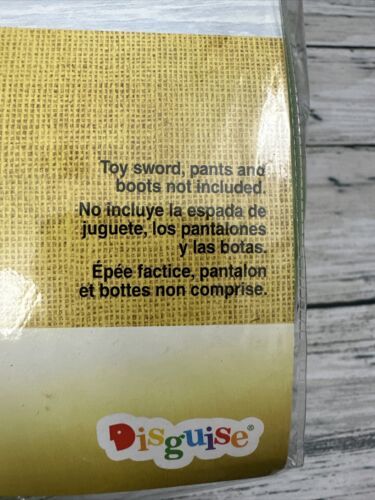 Toy sword, pants and
boots not included.
No incluye la espada de
juguete, los pantalones
y las botas.
Épée factice, pantalon
et bottes non comprise.
Disguise®